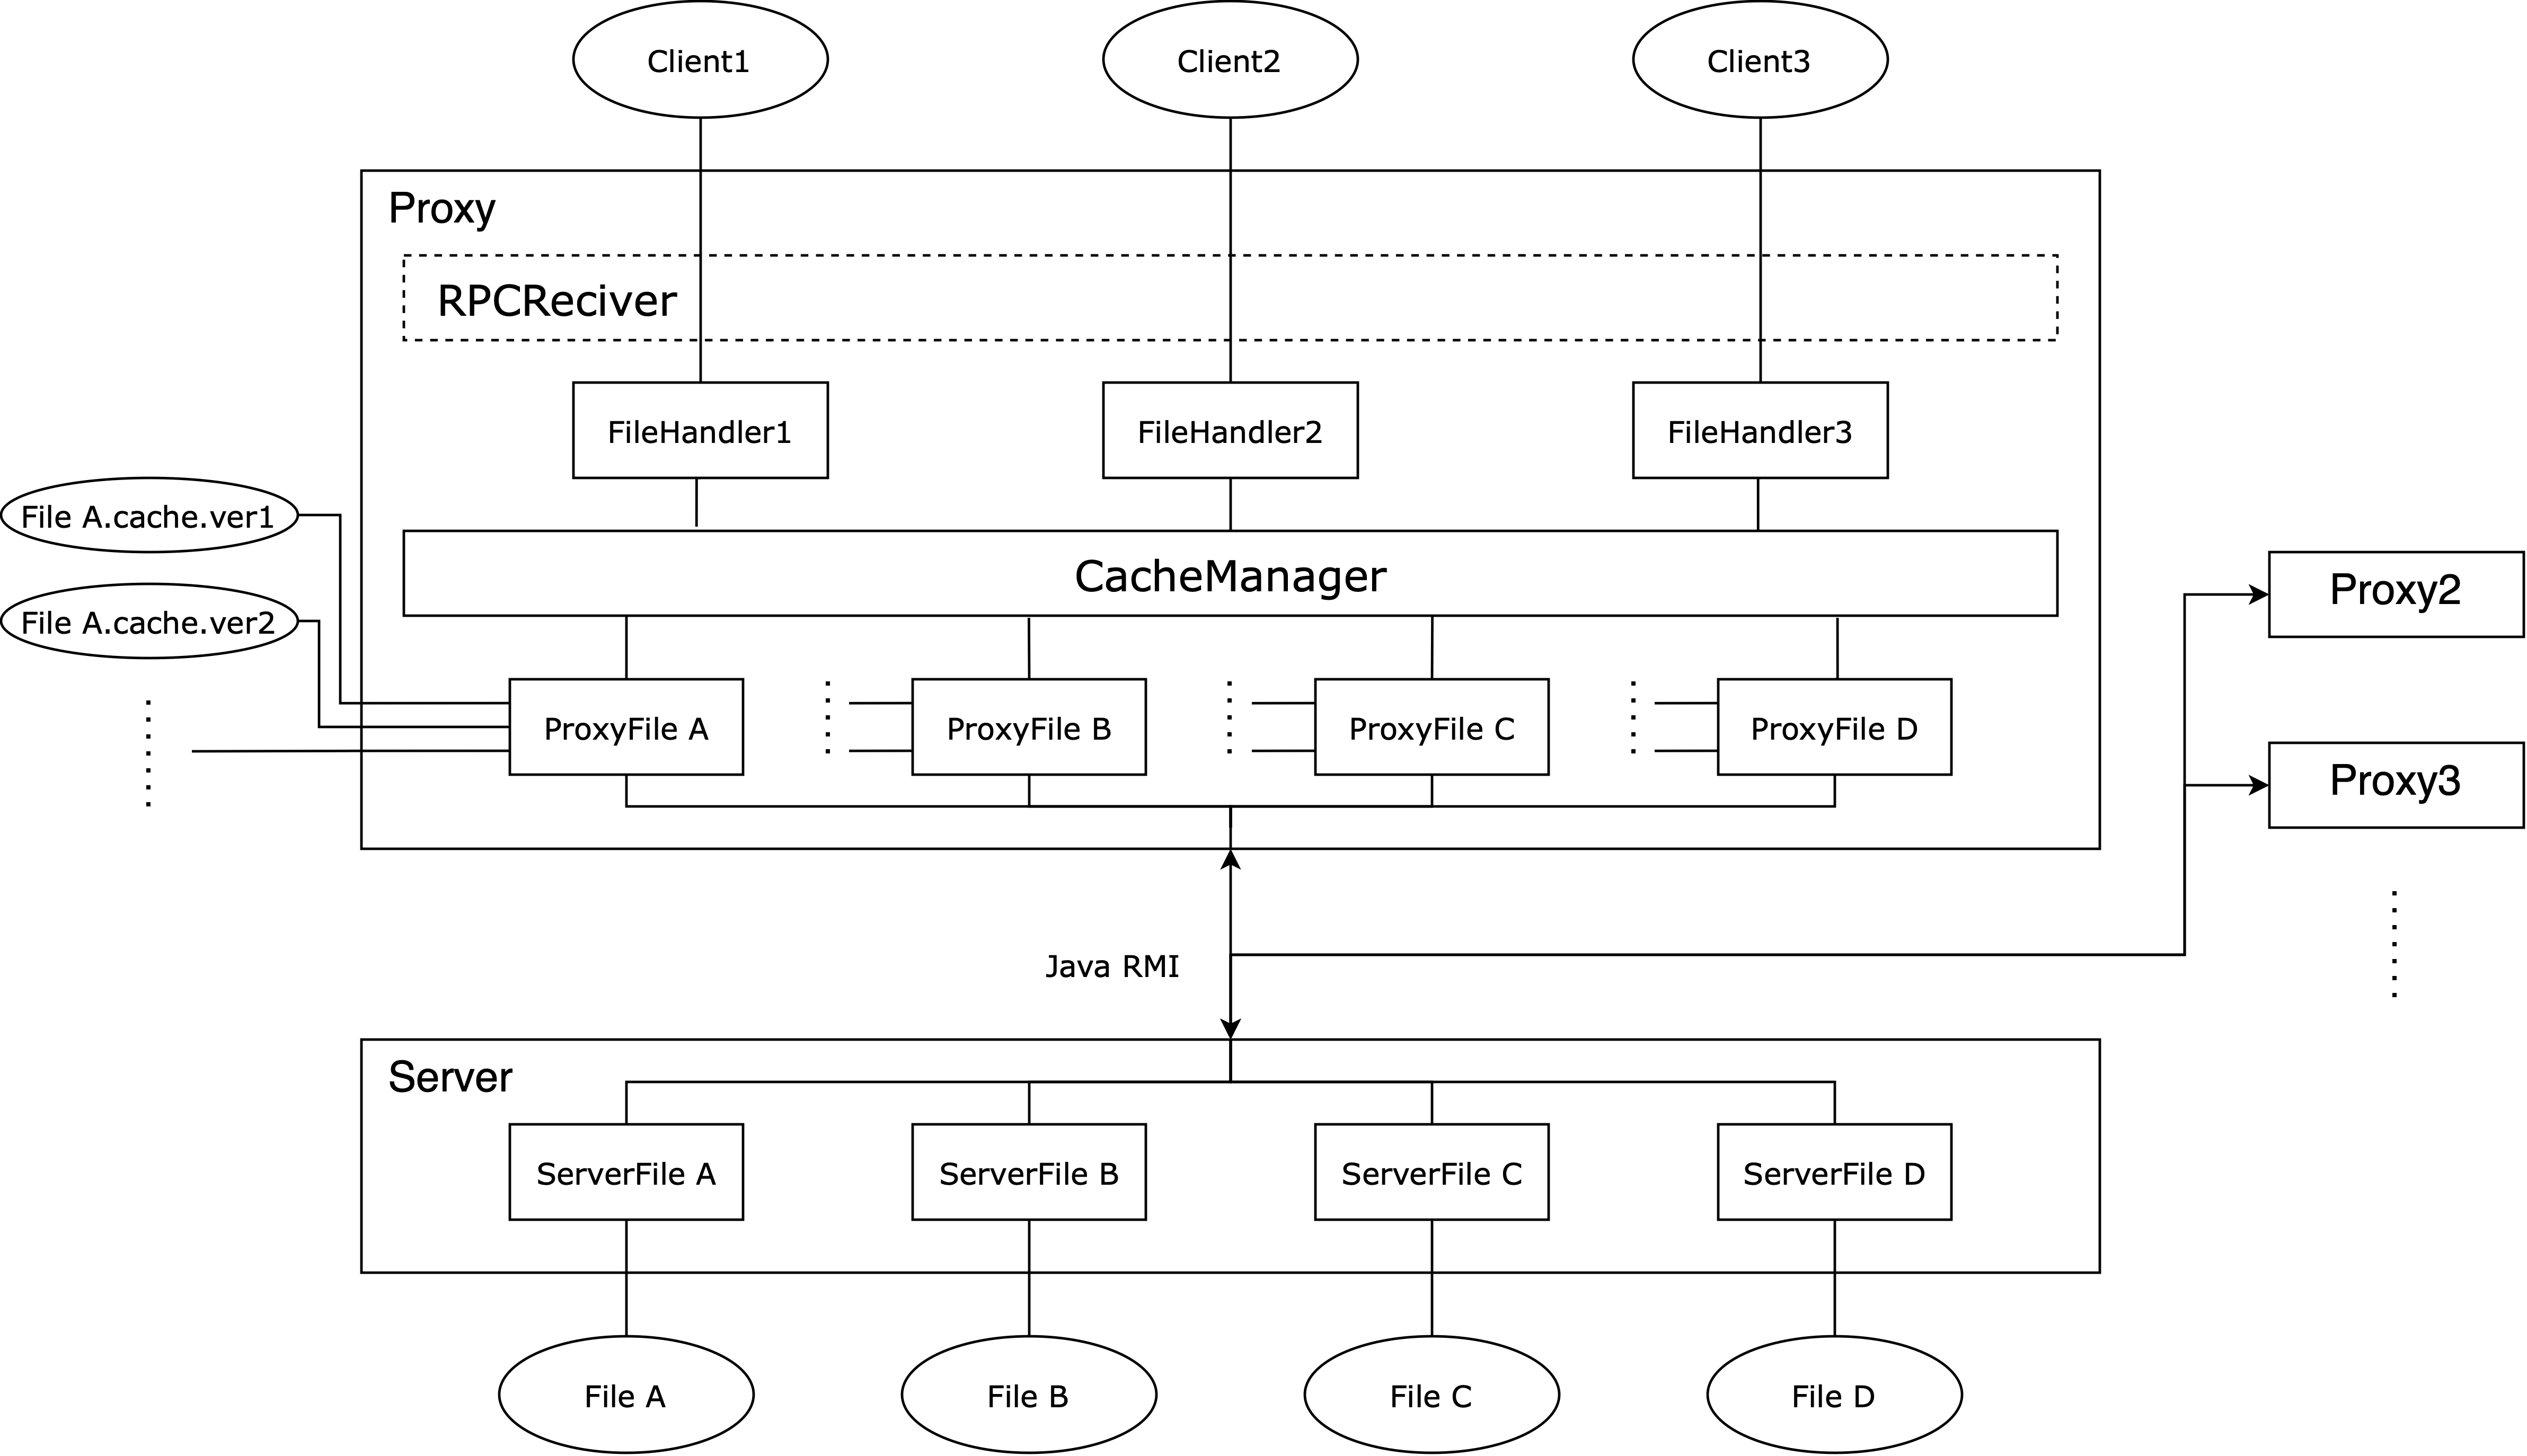 Client1
Client2
Client3
Proxy
RPCReciver
FileHandler1
FileHandler2
FileHandler3
File A.cache.ver1
File A.cache.ver2
CacheManager
Proxy2
Proxy3
ProxyFile A
ProxyFile B
ProxyFile C
ProxyFile D
Java RMI
Server
ServerFile A
ServerFile B
ServerFile C
ServerFile D
File A
File B
File C
File D